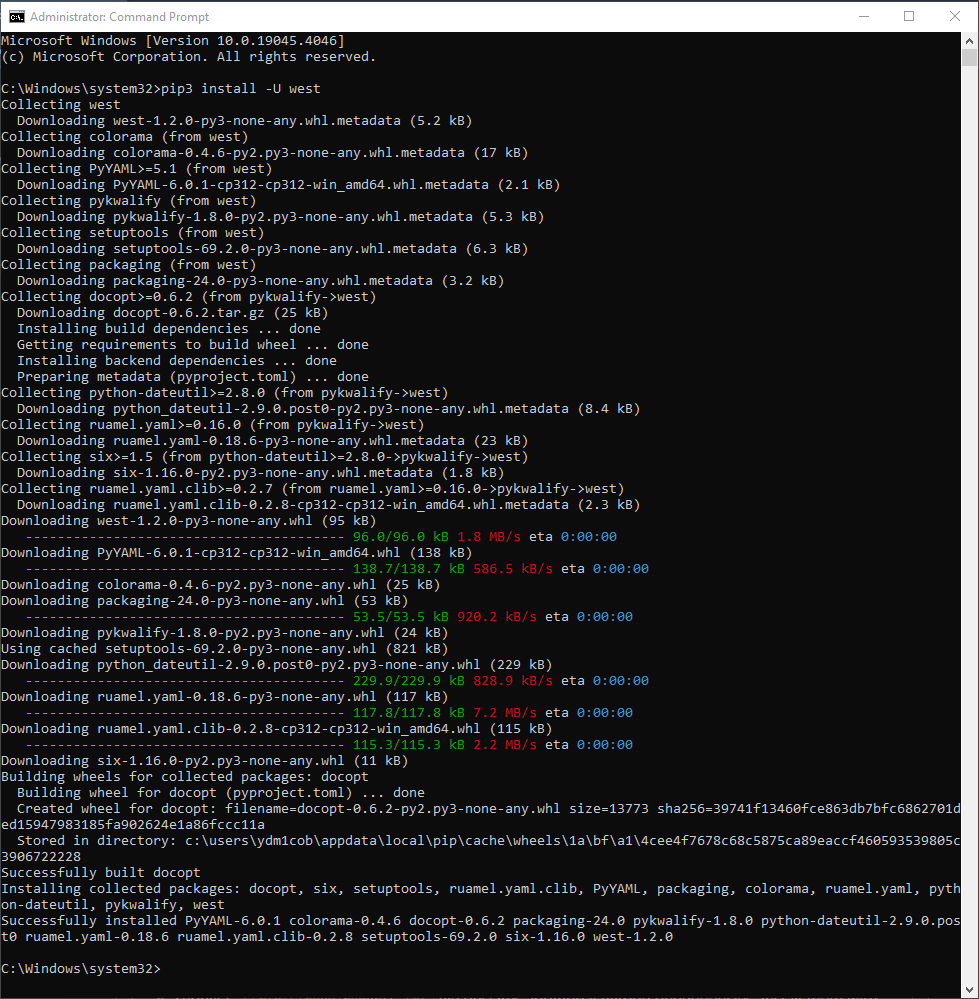 Administrator: Command Prompt
Microsoft Windows [Version 10.0.19045.4046]
(c) Microsoft Corporation. All rights reserved.
C:\Windows\system32>pip3 install -U west
Collecting west
  Downloading west-1.2.0-py3-none-any.whl.metadata (5.2 kB)
Collecting colorama (from west)
  Downloading colorama-0.4.6-py2.py3-none-any.whl.metadata (17 kB)
Collecting PyYAML>=5.1 (from west)
  Downloading PyYAML-6.0.1-cp312-cp312-win_amd64.whl.metadata (2.1 kB)
Collecting pykwalify (from west)
  Downloading pykwalify-1.8.0-py2.py3-none-any.whl.metadata (5.3 kB)
Collecting setuptools (from west)
  Downloading setuptools-69.2.0-py3-none-any.whl.metadata (6.3 kB)
Collecting packaging (from west)
  Downloading packaging-24.0-py3-none-any.whl.metadata (3.2 kB)
Collecting docopt>=0.6.2 (from pykwalify->west)
  Downloading docopt-0.6.2.tar.gz (25 kB)
  Installing build dependencies ... done
  Getting requirements to build wheel ... done
  Installing backend dependencies ... done
  Preparing metadata (pyproject.toml) ... done
Collecting python-dateutil>=2.8.0 (from pykwalify->west)
  Downloading python_dateutil-2.9.0.post0-py2.py3-none-any.whl.metadata (8.4 kB)
Collecting ruamel.yaml>=0.16.0 (from pykwalify->west)
  Downloading ruamel.yaml-0.18.6-py3-none-any.whl.metadata (23 kB)
Collecting six>=1.5 (from python-dateutil>=2.8.0->pykwalify->west)
  Downloading six-1.16.0-py2.py3-none-any.whl.metadata (1.8 kB)
Collecting ruamel.yaml.clib>=0.2.7 (from ruamel.yaml>=0.16.0->pykwalify->west)
  Downloading ruamel.yaml.clib-0.2.8-cp312-cp312-win_amd64.whl.metadata (2.3 kB)
Downloading west-1.2.0-py3-none-any.whl (95 kB)
   ---------------------------------------- 96.0/96.0 kB 1.8 MB/s eta 0:00:00
Downloading PyYAML-6.0.1-cp312-cp312-win_amd64.whl (138 kB)
   ---------------------------------------- 138.7/138.7 kB 586.5 kB/s eta 0:00:00
Downloading colorama-0.4.6-py2.py3-none-any.whl (25 kB)
Downloading packaging-24.0-py3-none-any.whl (53 kB)
   ---------------------------------------- 53.5/53.5 kB 920.2 kB/s eta 0:00:00
Downloading pykwalify-1.8.0-py2.py3-none-any.whl (24 kB)
Using cached setuptools-69.2.0-py3-none-any.whl (821 kB)
Downloading python_dateutil-2.9.0.post0-py2.py3-none-any.whl (229 kB)
   ---------------------------------------- 229.9/229.9 kB 828.9 kB/s eta 0:00:00
Downloading ruamel.yaml-0.18.6-py3-none-any.whl (117 kB)
   ---------------------------------------- 117.8/117.8 kB 7.2 MB/s eta 0:00:00
Downloading ruamel.yaml.clib-0.2.8-cp312-cp312-win_amd64.whl (115 kB)
   ---------------------------------------- 115.3/115.3 kB 2.2 MB/s eta 0:00:00
Downloading six-1.16.0-py2.py3-none-any.whl (11 kB)
Building wheels for collected packages: docopt
  Building wheel for docopt (pyproject.toml) ... done
  Created wheel for docopt: filename=docopt-0.6.2-py2.py3-none-any.whl size=13773 sha256=39741f13460fce863db7bfc6862701d
ed15947983185fa902624e1a86fccc11a
  Stored in directory: c:\users\ydm1cob\appdata\local\pip\cache\wheels\1a\bf\a1\4cee4f7678c68c5875ca89eaccf460593539805c
3906722228
Successfully built docopt
Installing collected packages: docopt, six, setuptools, ruamel.yaml.clib, PyYAML, packaging, colorama, ruamel.yaml, pyth
on-dateutil, pykwalify, west
Successfully installed PyYAML-6.0.1 colorama-0.4.6 docopt-0.6.2 packaging-24.0 pykwalify-1.8.0 python-dateutil-2.9.0.pos
t0 ruamel.yaml-0.18.6 ruamel.yaml.clib-0.2.8 setuptools-69.2.0 six-1.16.0 west-1.2.0
C:\Windows\system32>